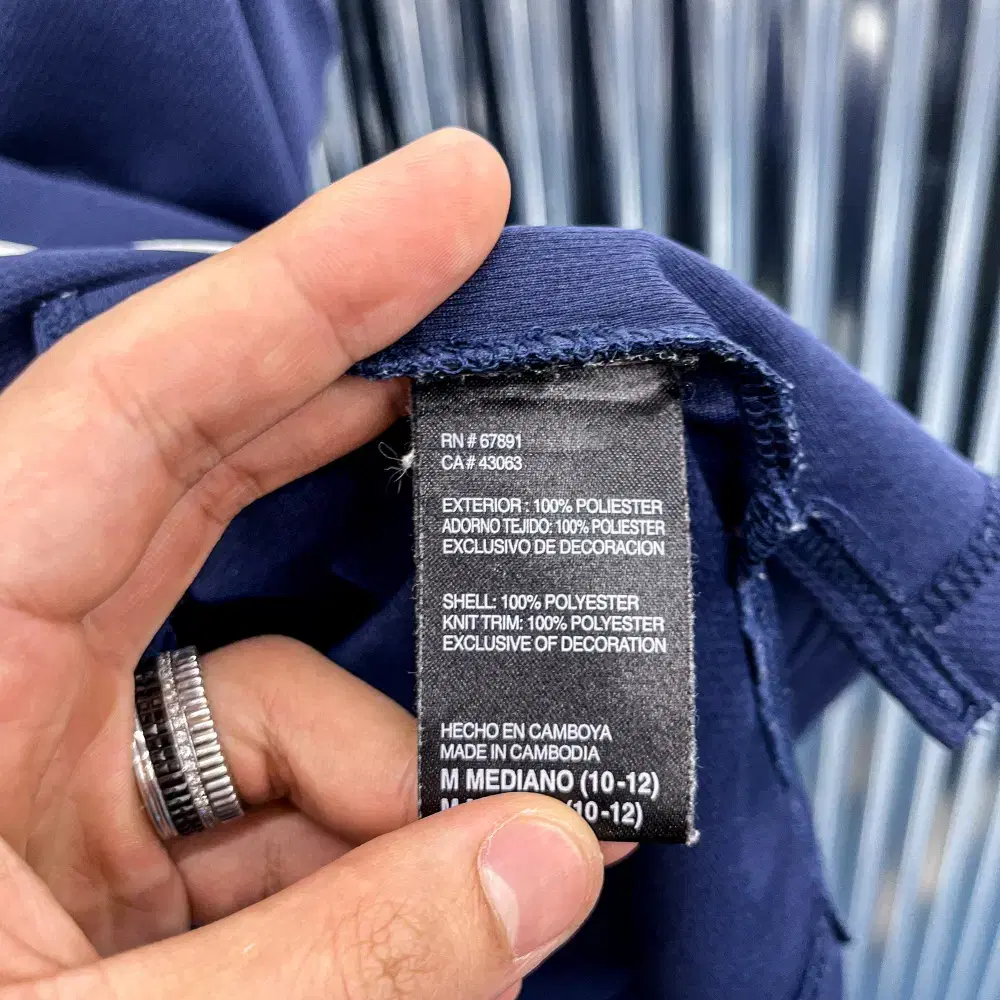 RN # 67891
CA # 43063
EXTERIOR : 100% POLIESTER
ADORNO TEJIDO: 100% POLIESTER
EXCLUSIVO DE DECORACION
SHELL: 100% POLYESTER
KNIT TRIM: 100% POLYESTER
EXCLUSIVE OF DECORATION
HECHO EN CAMBOYA
MADE IN CAMBODIA
M MEDIANO (10-12)
M (10-12)